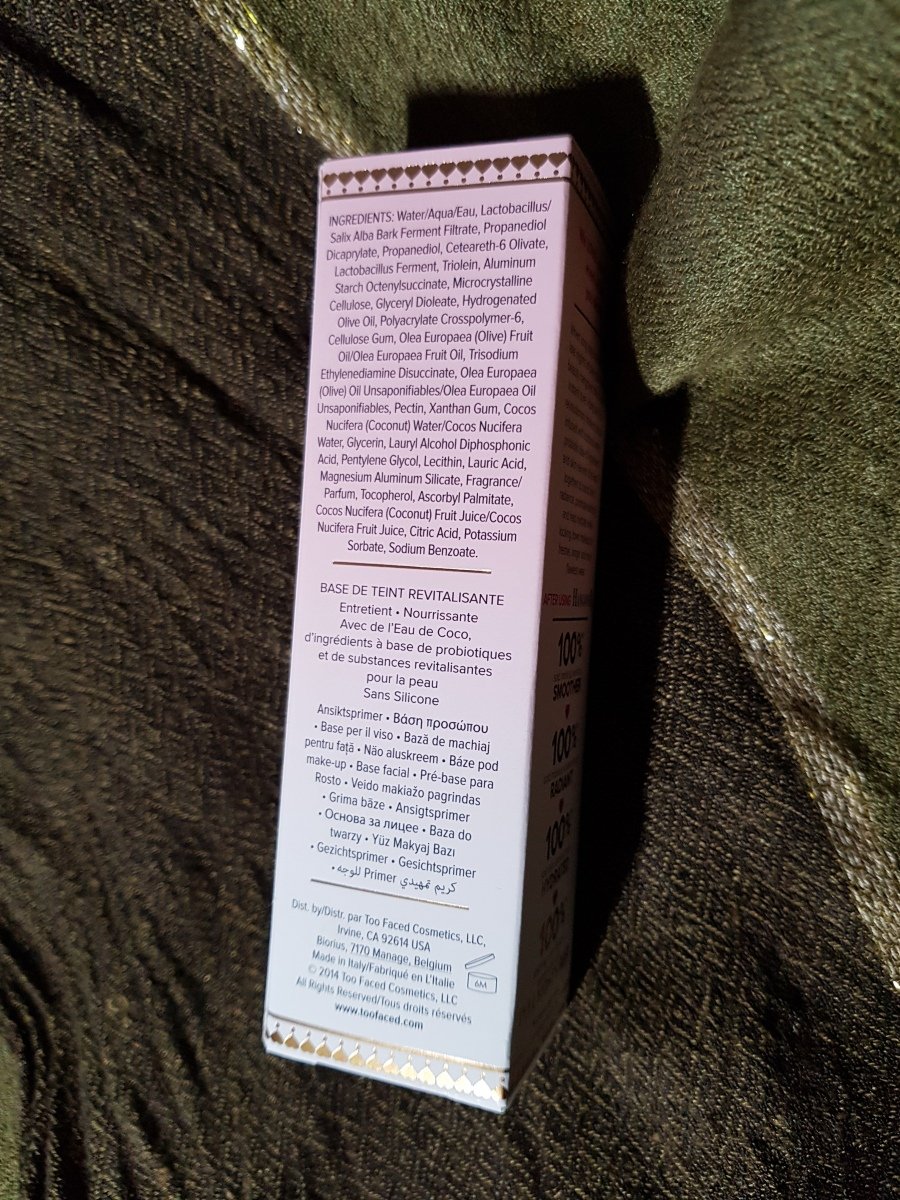 INGREDIENTS: Water/Aqua/Eau, Lactobacillus/
Salix Alba Bark Ferment Filtrate, Propanediol
Dicaprylate, Propanediol, Ceteareth-6 Olivate,
Lactobacillus Ferment, Triolein, Aluminum
Starch Octenylsuccinate, Microcrystalline
Cellulose, Glyceryl Dioleate, Hydrogenated
Olive Oil, Polyacrylate Crosspolymer-6,
Cellulose Gum, Olea Europaea (Olive) Fruit
Oil/Olea Europaea Fruit Oil, Trisodium
Ethylenediamine Disuccinate, Olea Europaea
(Olive) Oil Unsaponifiables/Olea Europaea Oil
Unsaponifiables, Pectin, Xanthan Gum, Cocos
Nucifera (Coconut) Water/Cocos Nucifera
Water, Glycerin, Lauryl Alcohol Diphosphonic
Acid, Pentylene Glycol, Lecithin, Lauric Acid,
Magnesium Aluminum Silicate, Fragrance/
Parfum, Tocopherol, Ascorbyl Palmitate,
Cocos Nucifera (Coconut) Fruit Juice/Cocos
Nucifera Fruit Juice, Citric Acid, Potassium
Sorbate, Sodium Benzoate.
BASE DE TEINT REVITALISANTE
Entretient • Nourrissante
Avec de l'Eau de Coco,
d'ingrédients à base de probiotiques
et de substances revitalisantes
pour la peau
Sans Silicone
Ansiktsprimer • Βάση προσώπου
• Base per il viso • Bază de machiaj
pentru față • Näo aluskreem • Báze pod
make-up • Base facial • Pré-base para
Rosto • Veido makiažo pagrindas
• Grima bāze • Ansigtsprimer
• Основа за лицее • Baza do
twarzy • Yüz Makyaj Bazı
• Gezichtsprimer • Gesichtsprimer
• كريم تمهيدي Primer للوجه
Dist. by/Distr. par Too Faced Cosmetics, LLC,
Irvine, CA 92614 USA
Biorius, 7170 Manage, Belgium
Made in Italy/Fabriqué en L'Italie
© 2014 Too Faced Cosmetics, LLC
All Rights Reserved/Tous droits réservés
www.toofaced.com
6M
AFTER USING
100%
SMOOTHER
100%
RADIANT
100%
100%